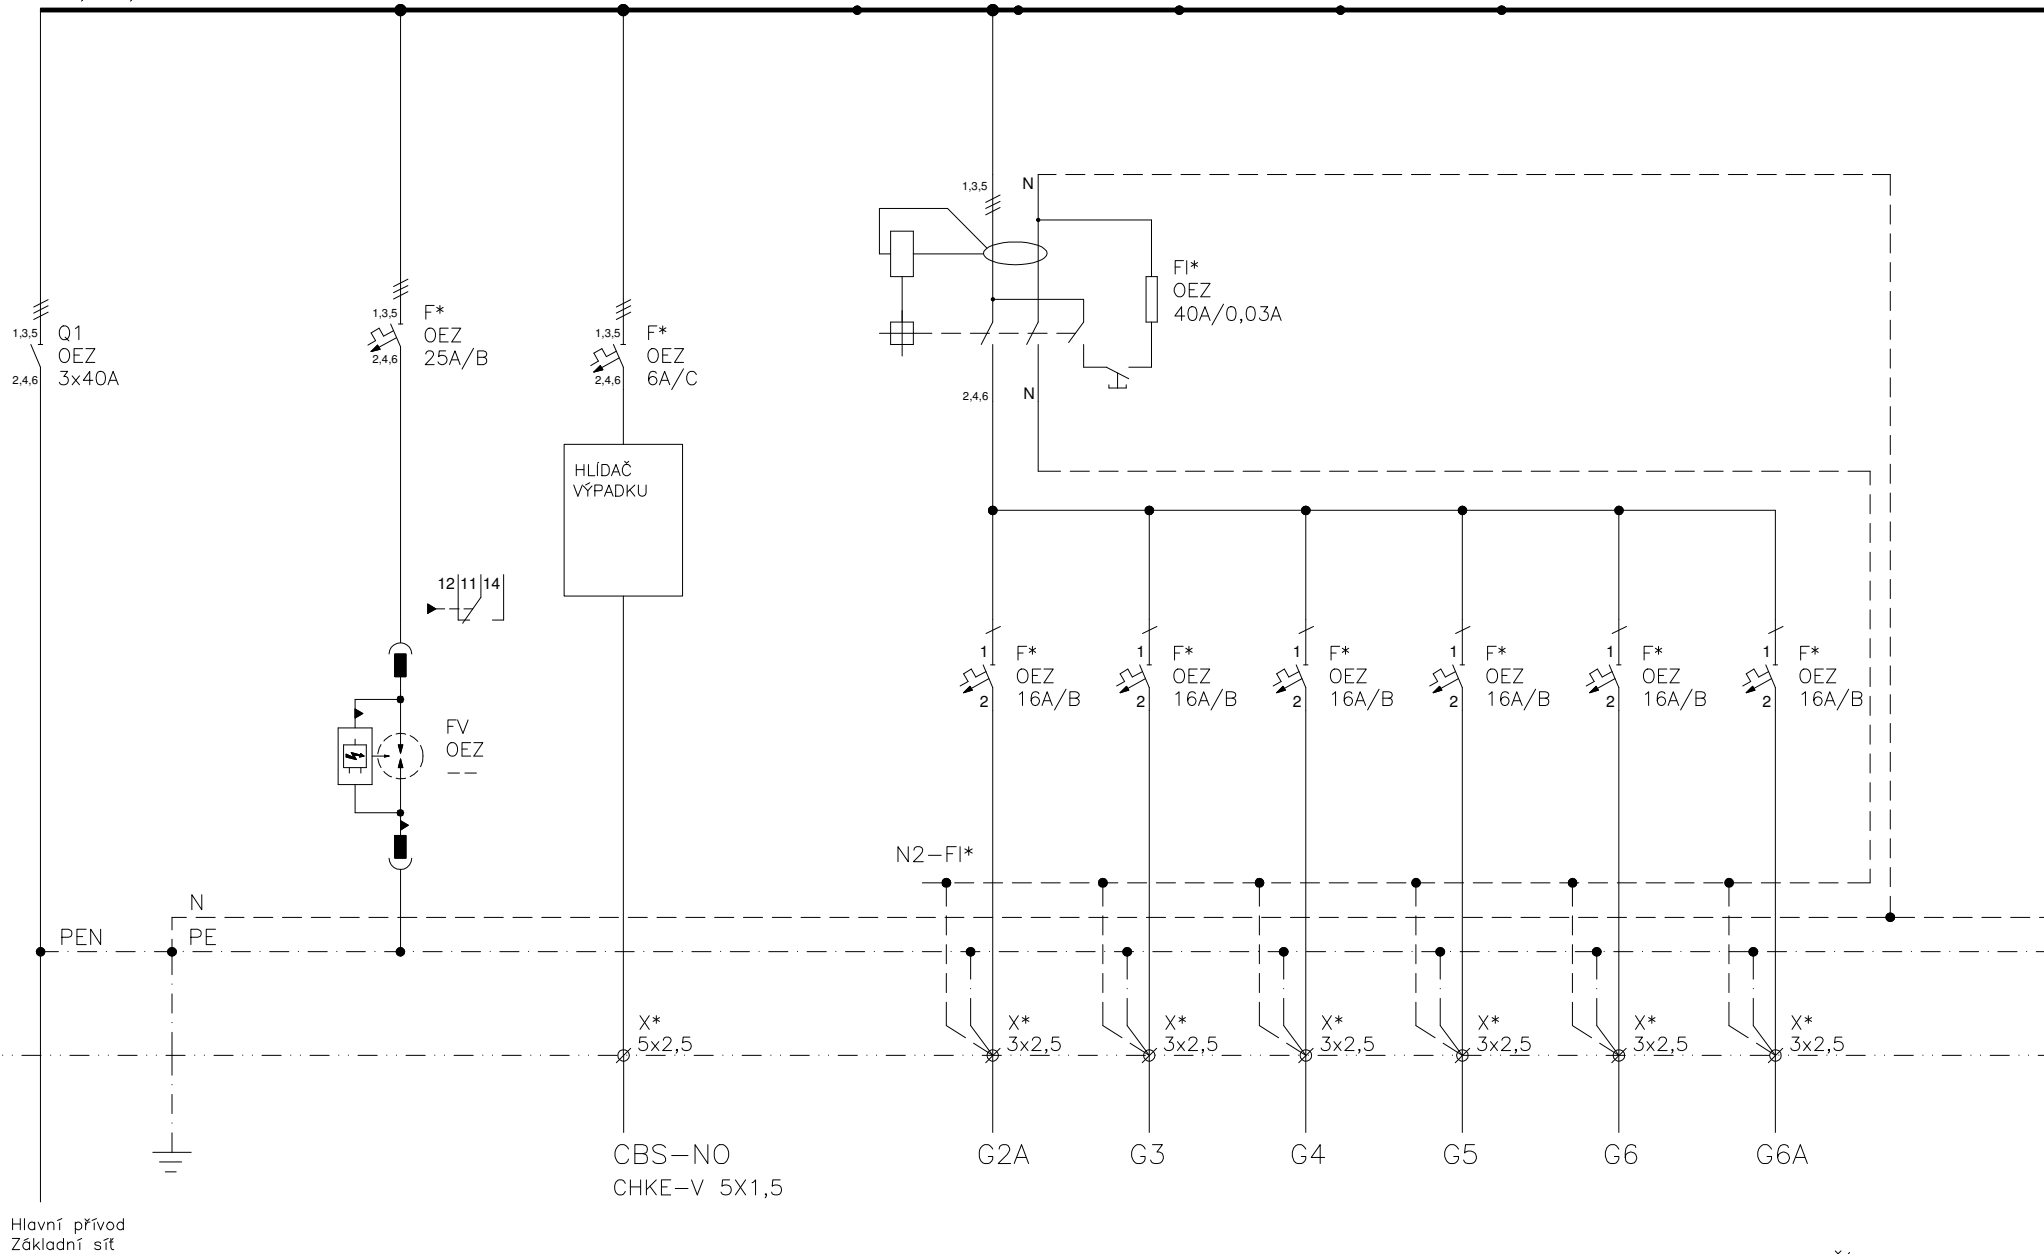 1,3,5
N
FI*
OEZ
40A/0,03A
1,3,5
Q1
OEZ
3x40A
2,4,6
1,3,5
F*
OEZ
25A/B
2,4,6
1,3,5
F*
OEZ
6A/C
2,4,6
2,4,6
N
HLÍDAČ
VÝPADKU
12 11 14
1
F*
OEZ
16A/B
2
1
F*
OEZ
16A/B
2
1
F*
OEZ
16A/B
2
1
F*
OEZ
16A/B
2
1
F*
OEZ
16A/B
2
1
F*
OEZ
16A/B
2
FV
OEZ
--
N2-FI*
N
PEN
PE
X*
5x2,5
X*
3x2,5
X*
3x2,5
X*
3x2,5
X*
3x2,5
X*
3x2,5
X*
3x2,5
CBS-NO
CHKE-V 5X1,5
G2A
G3
G4
G5
G6
G6A
Hlavní přívod
Základní síť